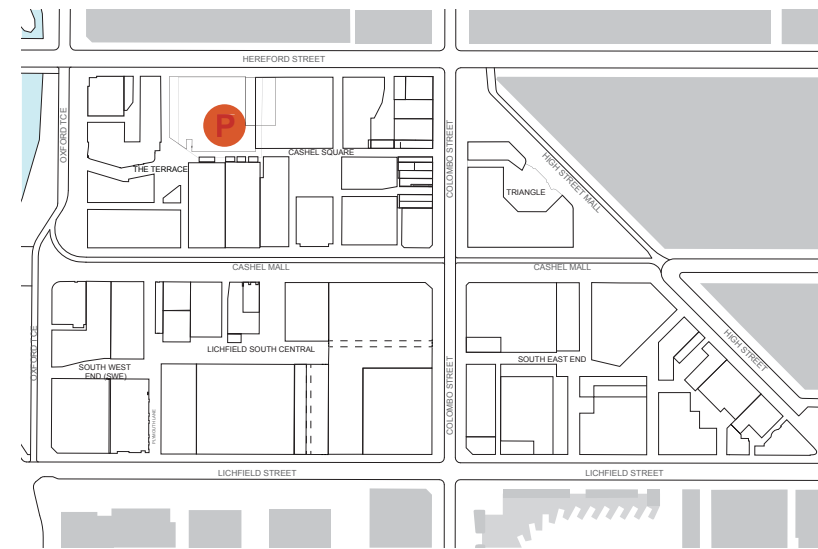 HEREFORD STREET
OXFORD TCE
P
COLOMBO STREET
CASHEL SQUARE
HIGH STREET MALL
THE TERRACE
TRIANGLE
CASHEL MALL
CASHEL MALL
OXFORD TCE
LICHFIELD SOUTH CENTRAL
COLOMBO STREET
SOUTH EAST END
HIGH STREET
SOUTH WEST
END (SWE)
PLYMOUTH LANE
LICHFIELD STREET
LICHFIELD STREET